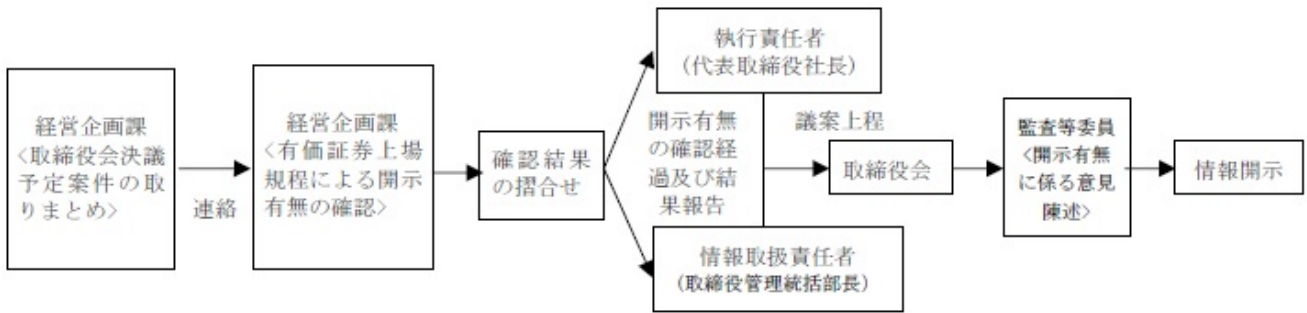 経営企画課
<取締役会決議
予定案件の取
りまとめ>
連絡
経営企画課
<有価証券上場
規程による開示
有無の確認>
確認結果
の摺合せ
執行責任者
(代表取締役社長)
開示有無
の確認経
過及び結
果報告
情報取扱責任者
(取締役管理統括部長)
議案上程
取締役会
監査等委員
<開示有無
に係る意見
陳述>
情報開示